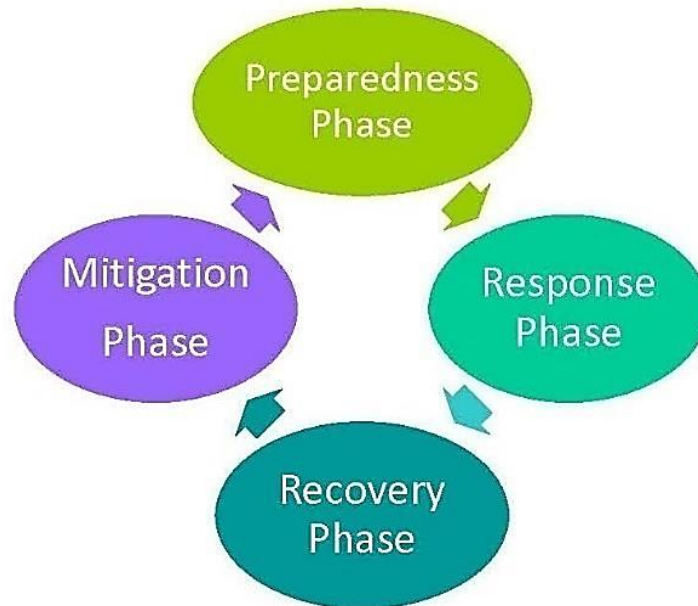 Preparedness
Phase
Response
Phase
Recovery
Phase
Mitigation
Phase